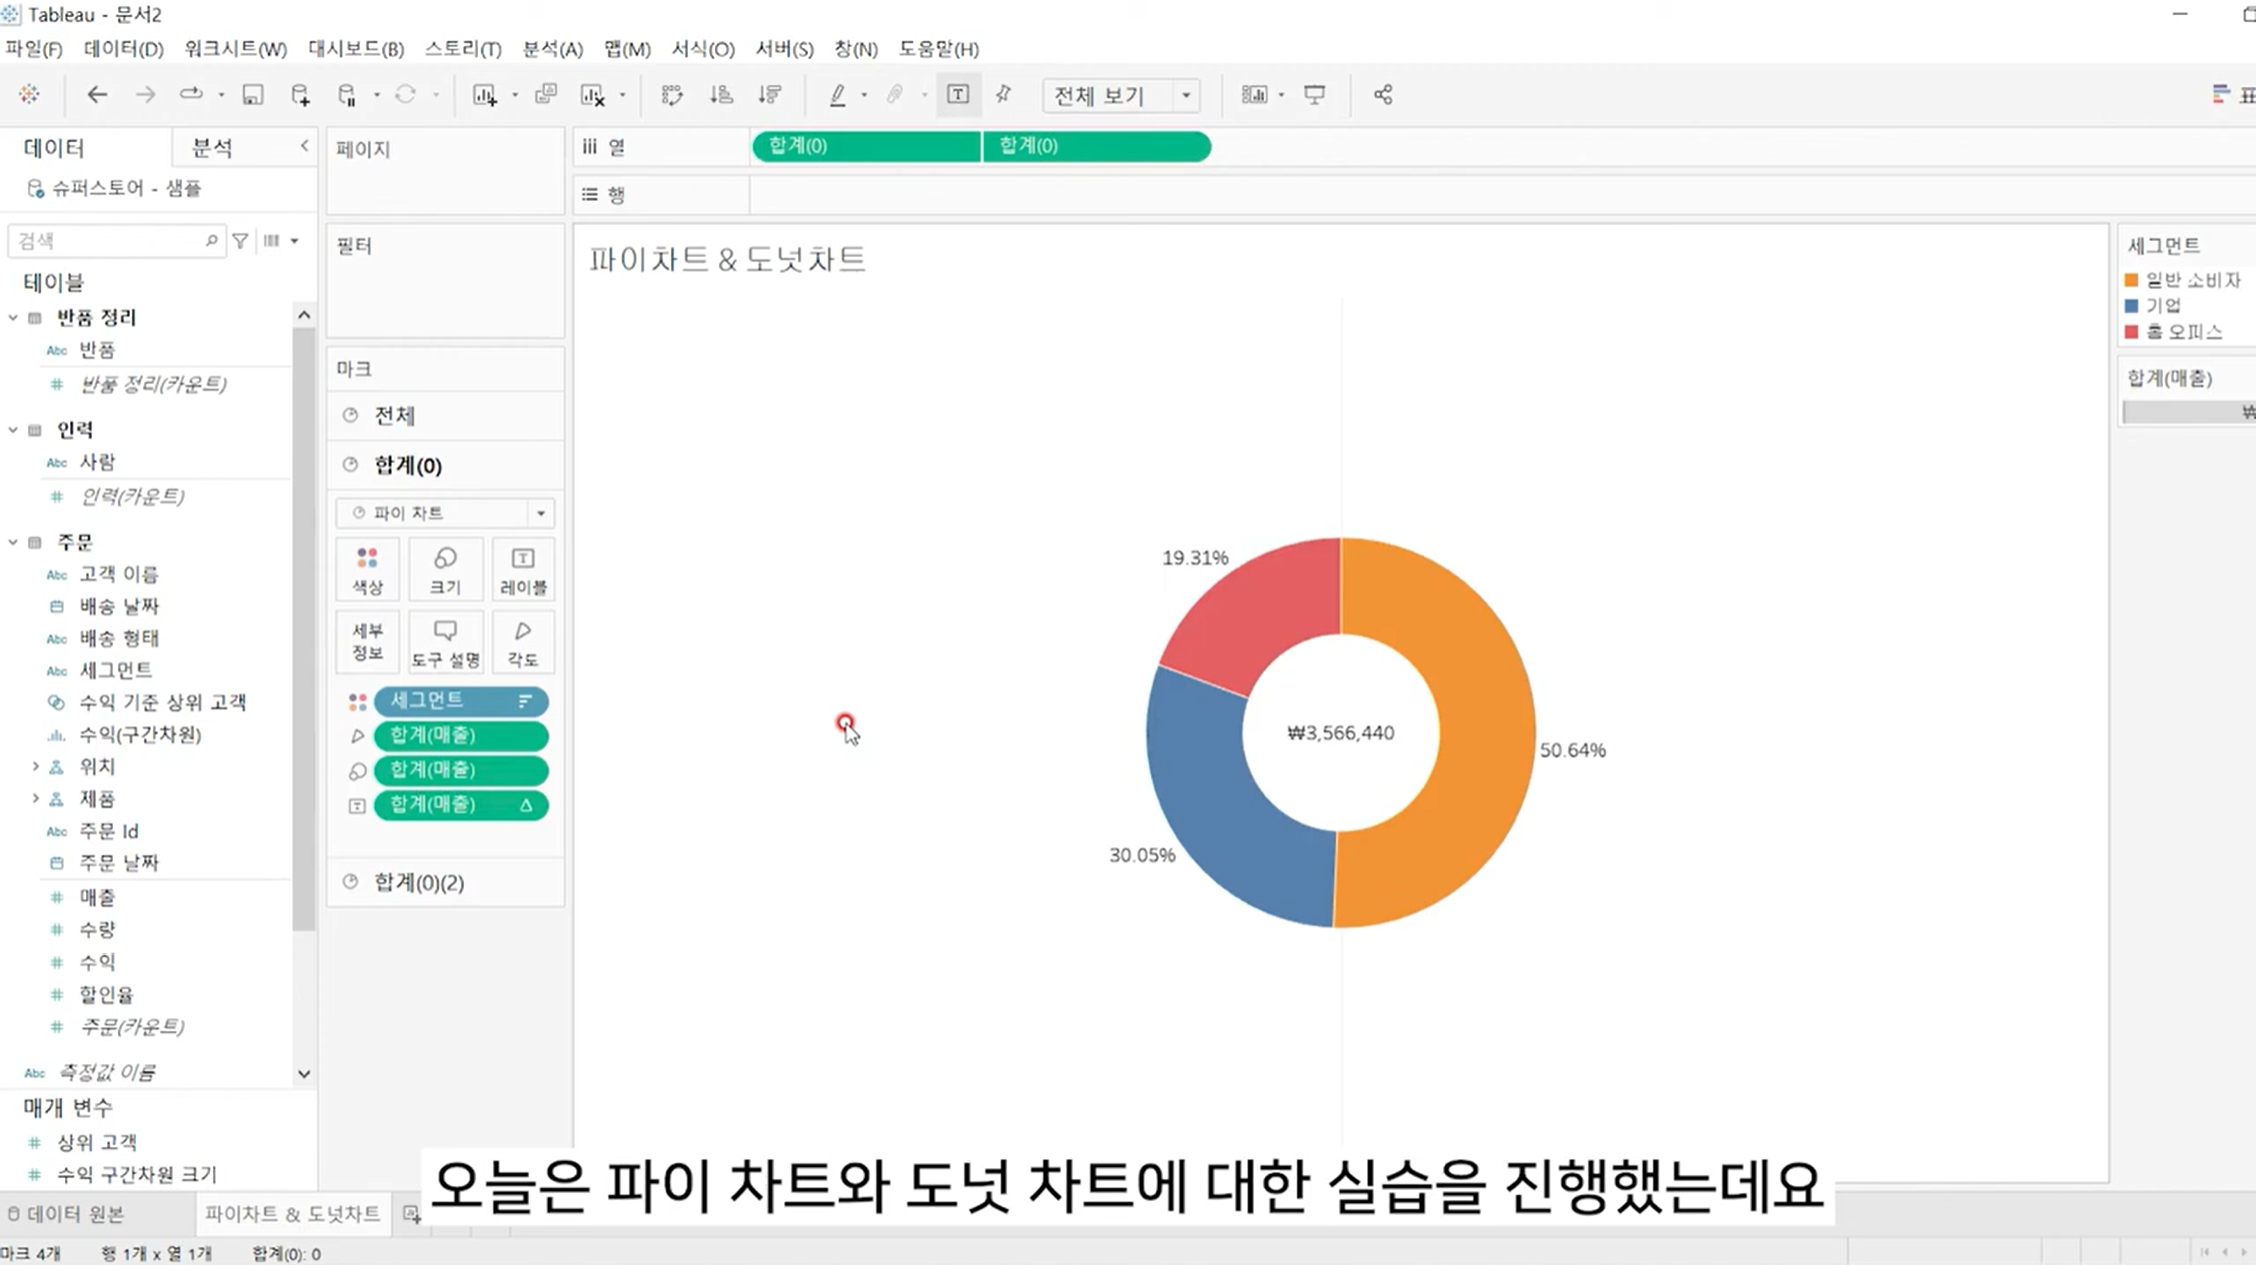 Tableau - 문서2
파일(F) 데이터(D) 워크시트(W) 대시보드(B) 스토리(T) 분석(A) 맵(M) 서식(O) 서버(S) 창(N) 도움말(H)
전체 보기
데이터
분석
슈퍼스토어 - 샘플
검색
테이블
반품 정리
Abc 반품
# 반품 정리(카운트)
인력
Abc 사람
# 인력(카운트)
주문
Abc 고객 이름
배송 날짜
Abc 배송 형태
Abc 세그먼트
수익 기준 상위 고객
수익(구간차원)
위치
제품
Abc 주문 Id
주문 날짜
# 매출
# 수량
# 수익
# 할인율
# 주문(카운트)
Abc 측정값 이름
매개 변수
# 상위 고객
# 수익 구간차원 크기
페이지
필터
마크
전체
합계(0)
파이 차트
색상 크기 레이블
세부 정보 도구 설명 각도
세그먼트
합계(매출)
합계(매출)
합계(매출) Δ
합계(0)(2)
열 합계(0) 합계(0)
행
파이차트 & 도넛차트
19.31%
₩3,566,440
50.64%
30.05%
세그먼트
일반 소비자
기업
홈 오피스
합계(매출)
₩
오늘은 파이 차트와 도넛 차트에 대한 실습을 진행했는데요
데이터 원본 파이차트 & 도넛차트
마크 4개 행 1개 x 열 1개 합계(0): 0